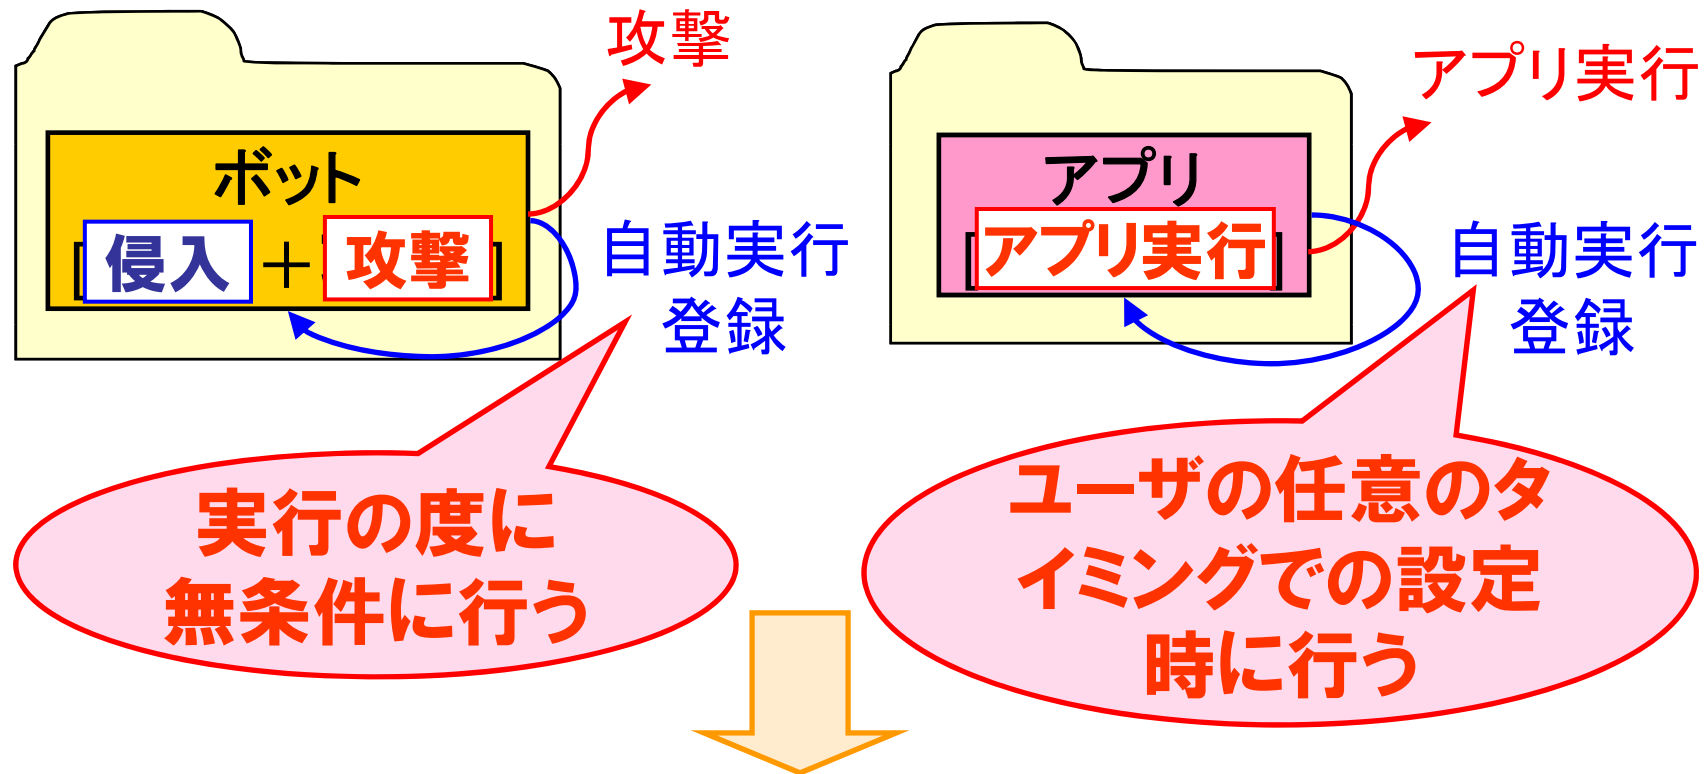 攻撃
ボット
[侵入+攻撃]
自動実行
登録
実行の度に
無条件に行う
アプリ実行
アプリ
[アプリ実行]
自動実行
登録
ユーザの任意のタ
イミングでの設定
時に行う